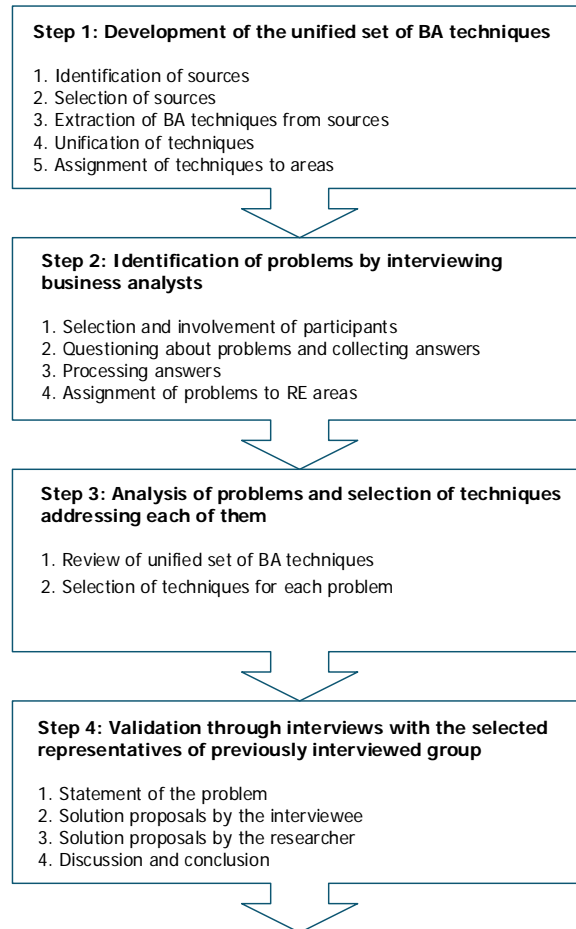 Step 1: Development of the unified set of BA techniques
1. Identification of sources
2. Selection of sources
3. Extraction of BA techniques from sources
4. Unification of techniques
5. Assignment of techniques to areas
Step 2: Identification of problems by interviewing
business analysts
1. Selection and involvement of participants
2. Questioning about problems and collecting answers
3. Processing answers
4. Assignment of problems to RE areas
Step 3: Analysis of problems and selection of techniques
addressing each of them
1. Review of unified set of BA techniques
2. Selection of techniques for each problem
Step 4: Validation through interviews with the selected
representatives of previously interviewed group
1. Statement of the problem
2. Solution proposals by the interviewee
3. Solution proposals by the researcher
4. Discussion and conclusion